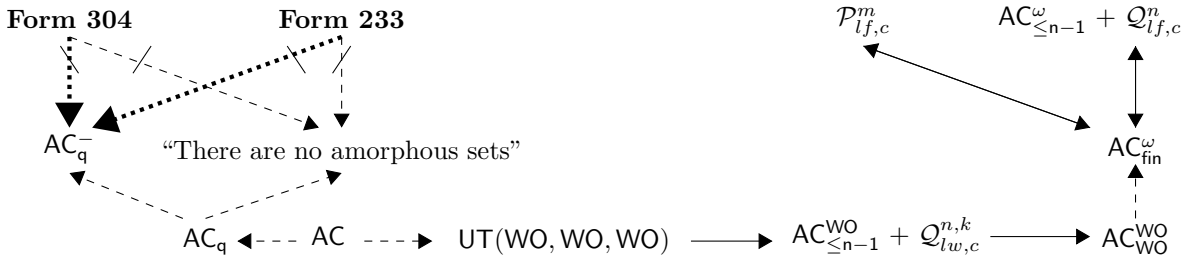 Form 304 Form 233 𝒫^m_{lf,c} AC^ω_{≤n−1} + 𝒬^n_{lf,c}
AC^−_q “There are no amorphous sets” AC^ω_fin
AC_q AC UT(WO, WO, WO) AC^WO_{≤n−1} + 𝒬^{n,k}_{lw,c} AC^WO_WO